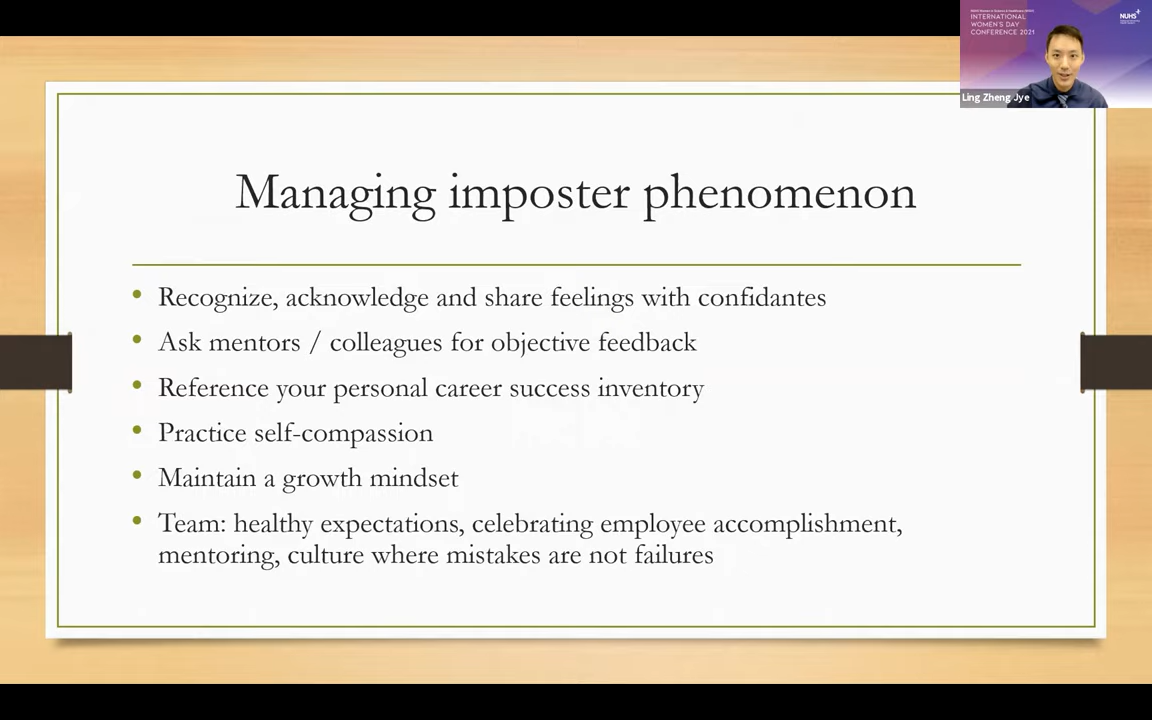 INTERNATIONAL
WOMEN'S DAY
CONFERENCE 2021
NUHS
Ling Zheng Jye
Managing imposter phenomenon
Recognize, acknowledge and share feelings with confidantes
Ask mentors / colleagues for objective feedback
Reference your personal career success inventory
Practice self-compassion
Maintain a growth mindset
Team: healthy expectations, celebrating employee accomplishment,
mentoring, culture where mistakes are not failures